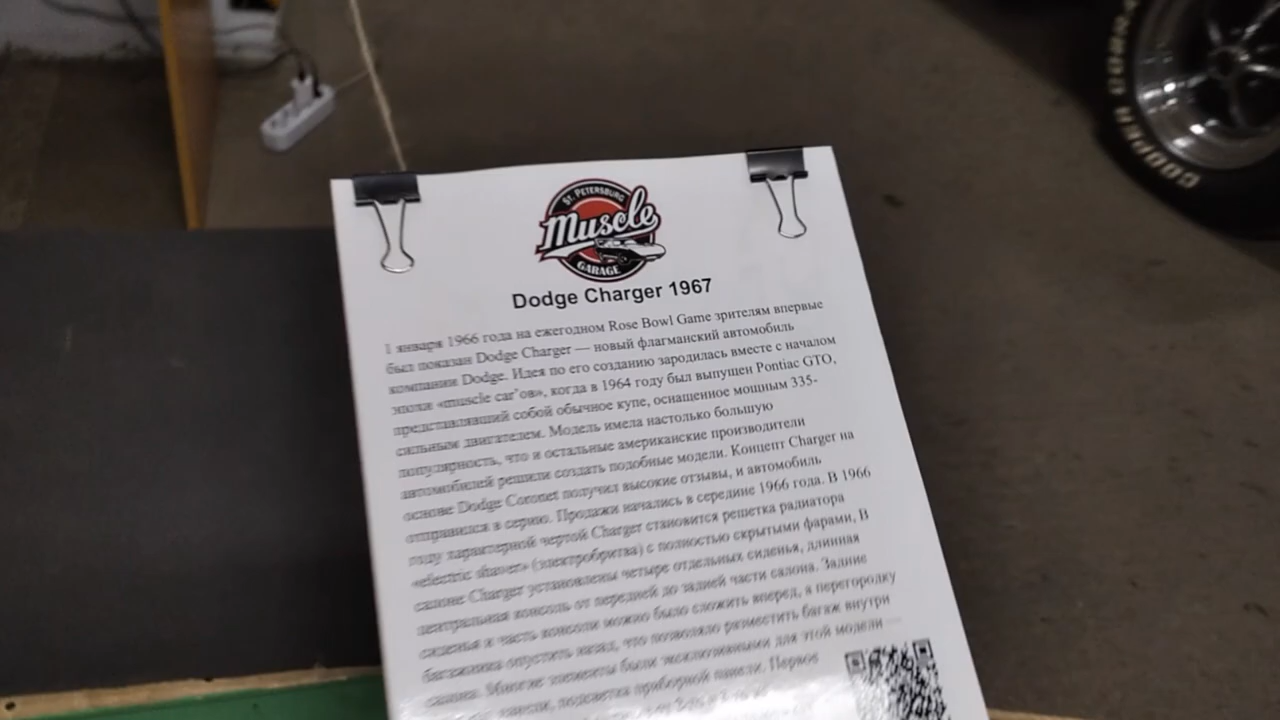 ST. PETERSBURG
Muscle
GARAGE
Dodge Charger 1967
1 января 1966 года на ежегодном Rose Bowl Game зрителям впервые
был показан Dodge Charger — новый флагманский автомобиль
компании Dodge. Идея по его созданию зародилась вместе с началом
эпохи «muscle car'ов», когда в 1964 году был выпущен Pontiac GTO,
представлявший собой обычное купе, оснащенное мощным 335-
сильным двигателем. Модель имела настолько большую
популярность, что и остальные американские производители
автомобилей решили создать подобные модели. Концепт Charger на
основе Dodge Coronet получил высокие отзывы, и автомобиль
отправился в серию. Продажи начались в середине 1966 года. В 1966
году характерной чертой Charger становится решетка радиатора
«electric shaver» (электробритва) с полностью скрытыми фарами, В
салоне Charger установлены четыре отдельных сиденья, длинная
центральная консоль от передней до задней части салона. Задние
сиденья и часть консоли можно было сложить вперед, а перегородку
багажника опустить назад, что позволяло разместить багаж внутри
салона. Многие элементы были эксклюзивными для этой модели
панели, подсветка приборной панели. Первое
COOPER COBRA